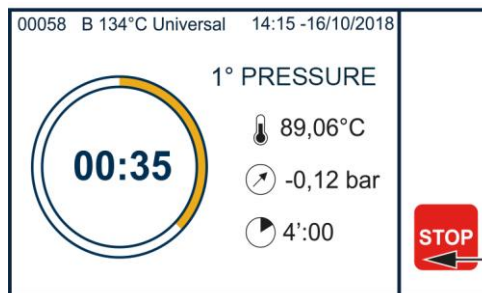 00058 B 134°C Universal 14:15 -16/10/2018
1° PRESSURE
89,06°C
00:35
-0,12 bar
4':00
STOP